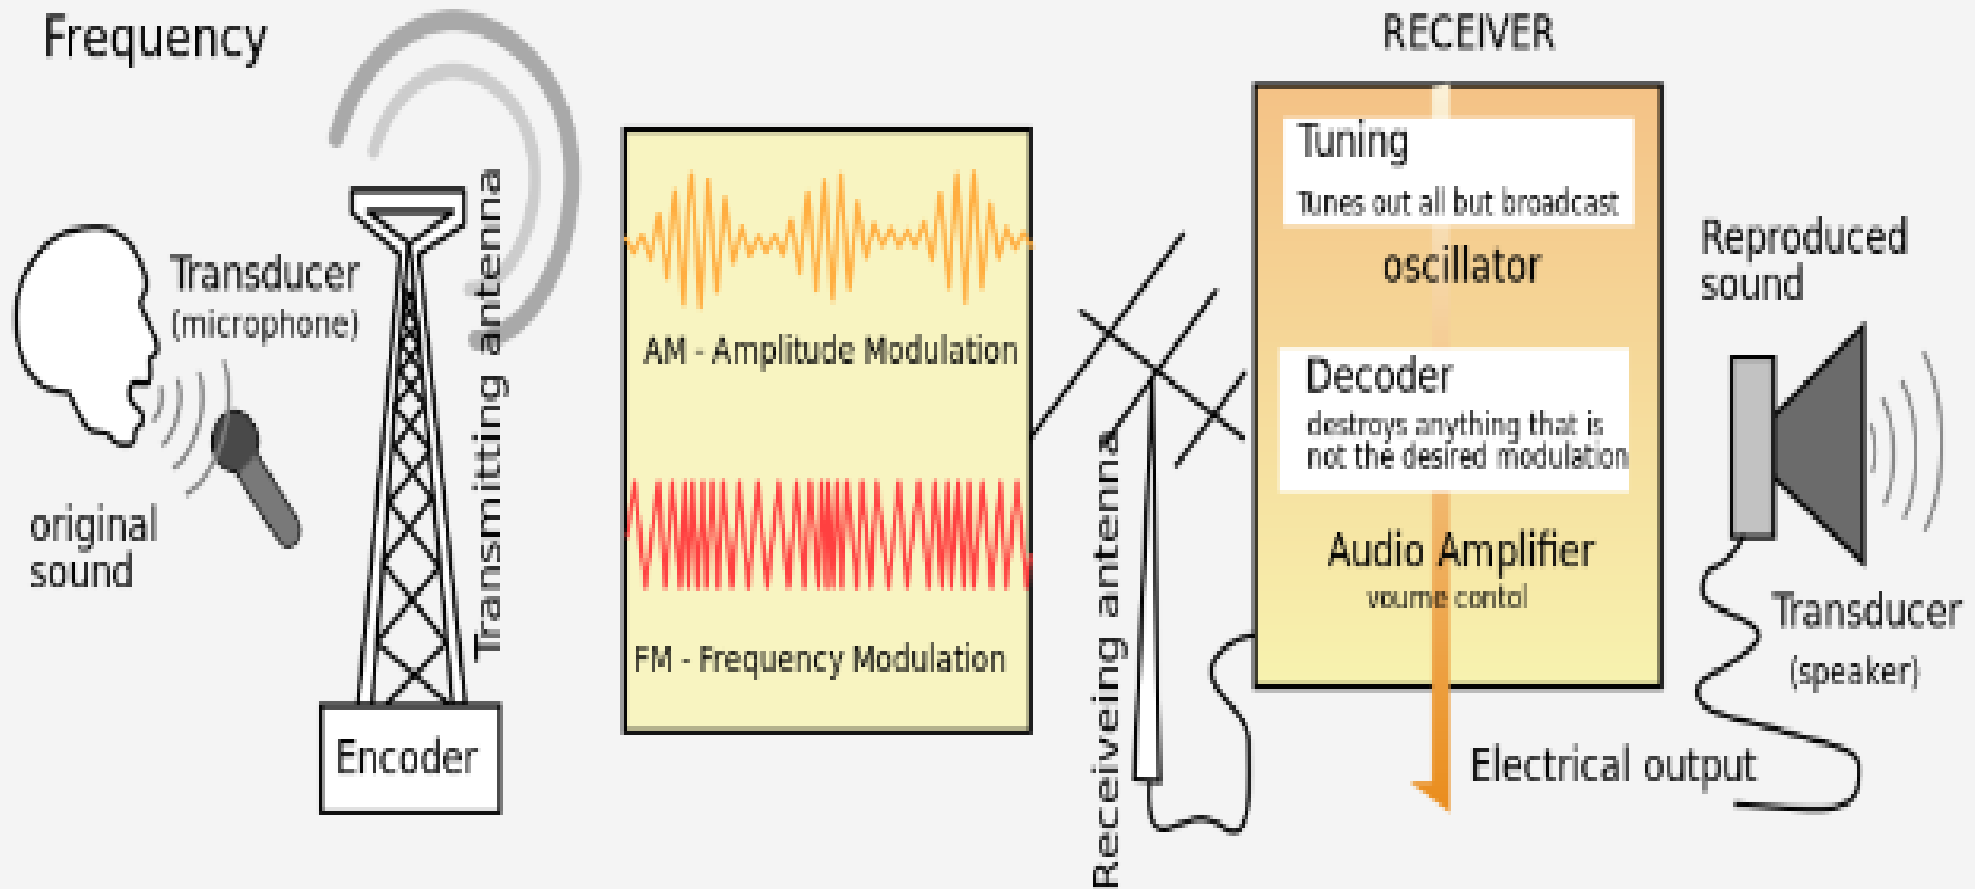 Frequency
Transducer
(microphone)
original
sound
Transmitting antenna
Encoder
AM - Amplitude Modulation
FM - Frequency Modulation
Receiveing antenna
RECEIVER
Tuning
Tunes out all but broadcast
oscillator
Decoder
destroys anything that is
not the desired modulation
Audio Amplifier
voume contol
Electrical output
Reproduced
sound
Transducer
(speaker)